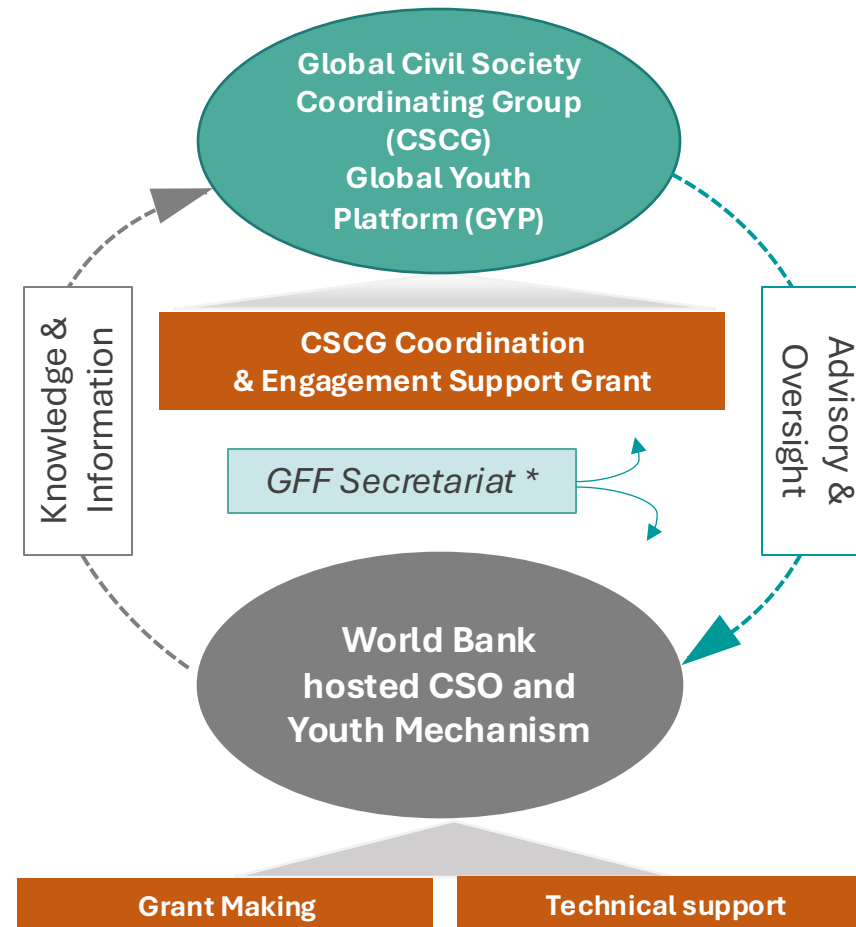 Global Civil Society
Coordinating Group
(CSCG)
Global Youth
Platform (GYP)
Knowledge &
Information
CSCG Coordination
& Engagement Support Grant
Advisory &
Oversight
GFF Secretariat *
World Bank
hosted CSO and
Youth Mechanism
Grant Making
Technical support